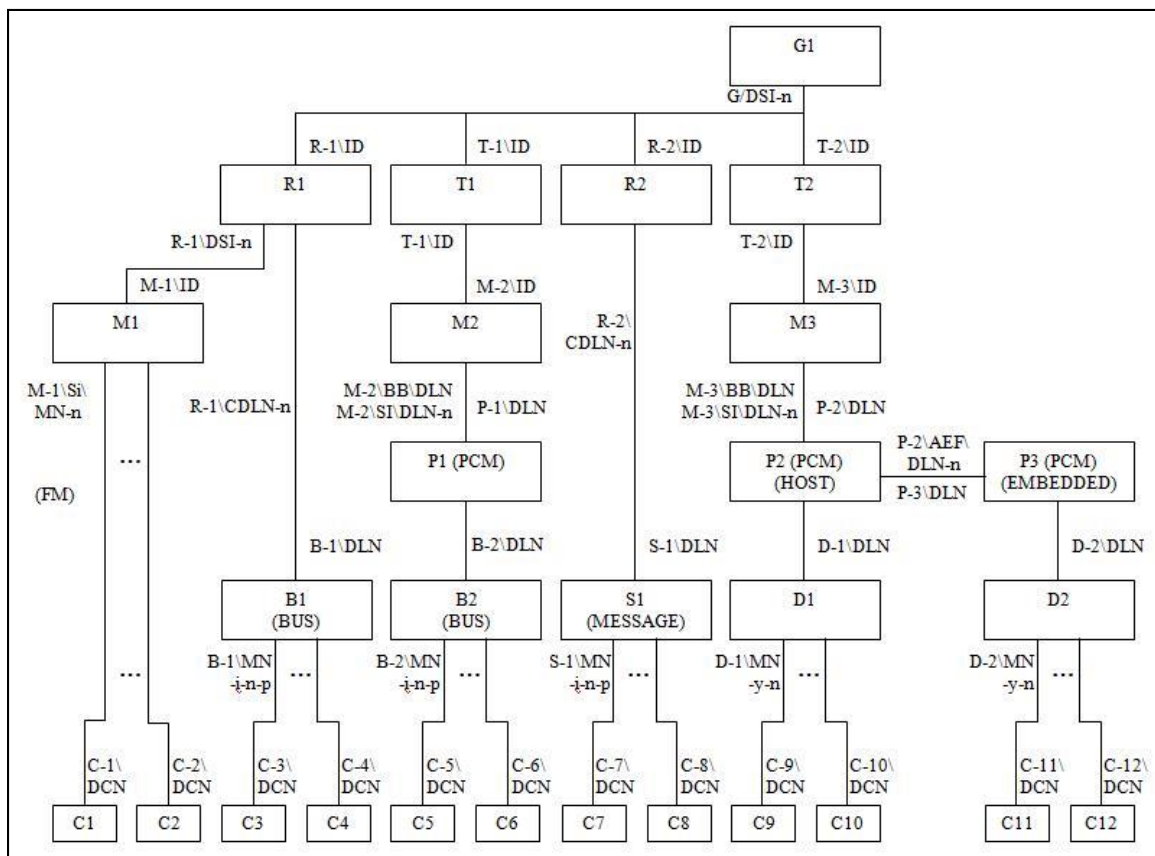 G1
G/DSI-n
R-1\ID
T-1\ID
R-2\ID
T-2\ID
R1
T1
R2
T2
R-1\DSI-n
T-1\ID
T-2\ID
M-1\ID
M-2\ID
M-3\ID
M1
M2
M3
R-2\
CDLN-n
M-1\Si\
MN-n
R-1\CDLN-n
M-2\BB\DLN
M-2\SI\DLN-n
P-1\DLN
M-3\BB\DLN
M-3\SI\DLN-n
P-2\DLN
...
(FM)
P1 (PCM)
P2 (PCM)
(HOST)
P-2\AEF\
DLN-n
P-3\DLN
P3 (PCM)
(EMBEDDED)
B-1\DLN
B-2\DLN
S-1\DLN
D-1\DLN
D-2\DLN
B1
(BUS)
B2
(BUS)
S1
(MESSAGE)
D1
D2
...
B-1\MN
-i-n-p
...
B-2\MN
-i-n-p
...
S-1\MN
-i-n-p
...
D-1\MN
-y-n
...
D-2\MN
-y-n
...
C-1\
DCN
C-2\
DCN
C-3\
DCN
C-4\
DCN
C-5\
DCN
C-6\
DCN
C-7\
DCN
C-8\
DCN
C-9\
DCN
C-10\
DCN
C-11\
DCN
C-12\
DCN
C1
C2
C3
C4
C5
C6
C7
C8
C9
C10
C11
C12